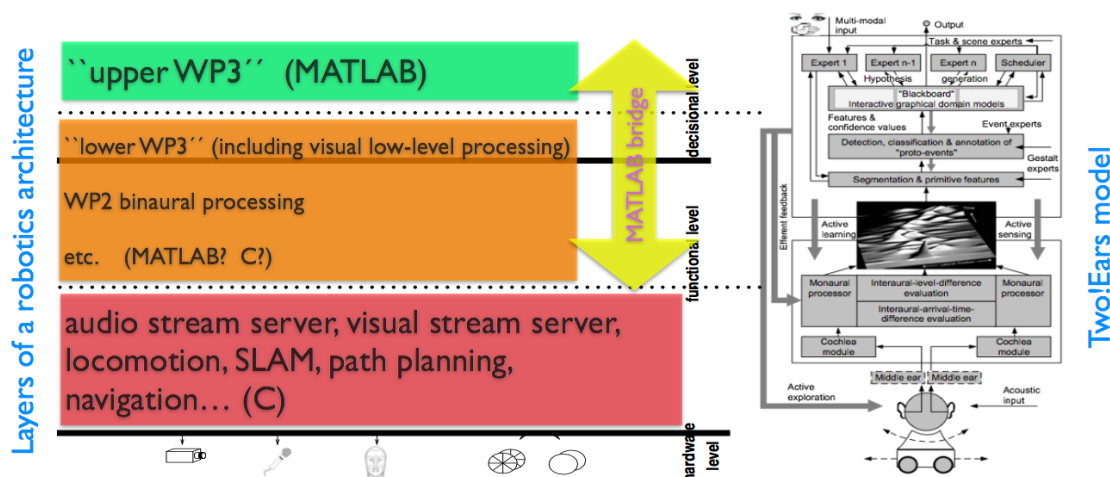 Layers of a robotics architecture
``upper WP3´´ (MATLAB)
``lower WP3´´ (including visual low-level processing)
WP2 binaural processing
etc. (MATLAB? C?)
audio stream server, visual stream server,
locomotion, SLAM, path planning,
navigation... (C)
MATLAB bridge
decisional level
functional level
hardware
level
Multi-modal
input
Output
Task & scene experts
Expert 1
Expert n-1
Expert n
Scheduler
Hypothesis
generation
"Blackboard"
Interactive graphical domain models
Features &
confidence values
Event experts
Detection, classification & annotation of
"proto-events"
Gestalt
experts
Segmentation & primitive features
Efferent feedback
Active
learning
Active
sensing
Monaural
processor
Interaural-level-difference
evaluation
Interaural-arrival-time-
difference evaluation
Monaural
processor
Cochlea
module
Cochlea
module
Middle ear
Middle ear
Active
exploration
Acoustic
input
Two!Ears model